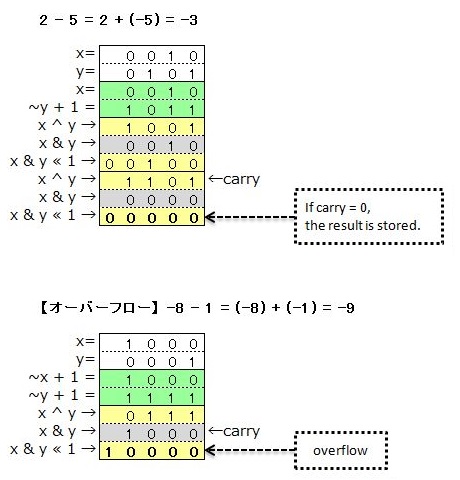 2 - 5 = 2 + (-5) = -3
x= 0 0 1 0
y= 0 1 0 1
x= 0 0 1 0
~y + 1 = 1 0 1 1
x ^ y → 1 0 0 1
x & y → 0 0 1 0
x & y « 1 → 0 0 1 0 0
x ^ y → 1 1 0 1 ←carry
x & y → 0 0 0 0
x & y « 1 → 0 0 0 0 0
If carry = 0,
the result is stored.
【オーバーフロー】-8 - 1 = (-8) + (-1) = -9
x= 1 0 0 0
y= 0 0 0 1
~x + 1 = 1 0 0 0
~y + 1 = 1 1 1 1
x ^ y → 0 1 1 1
x & y → 1 0 0 0 ←carry
x & y « 1 → 1 0 0 0 0
overflow